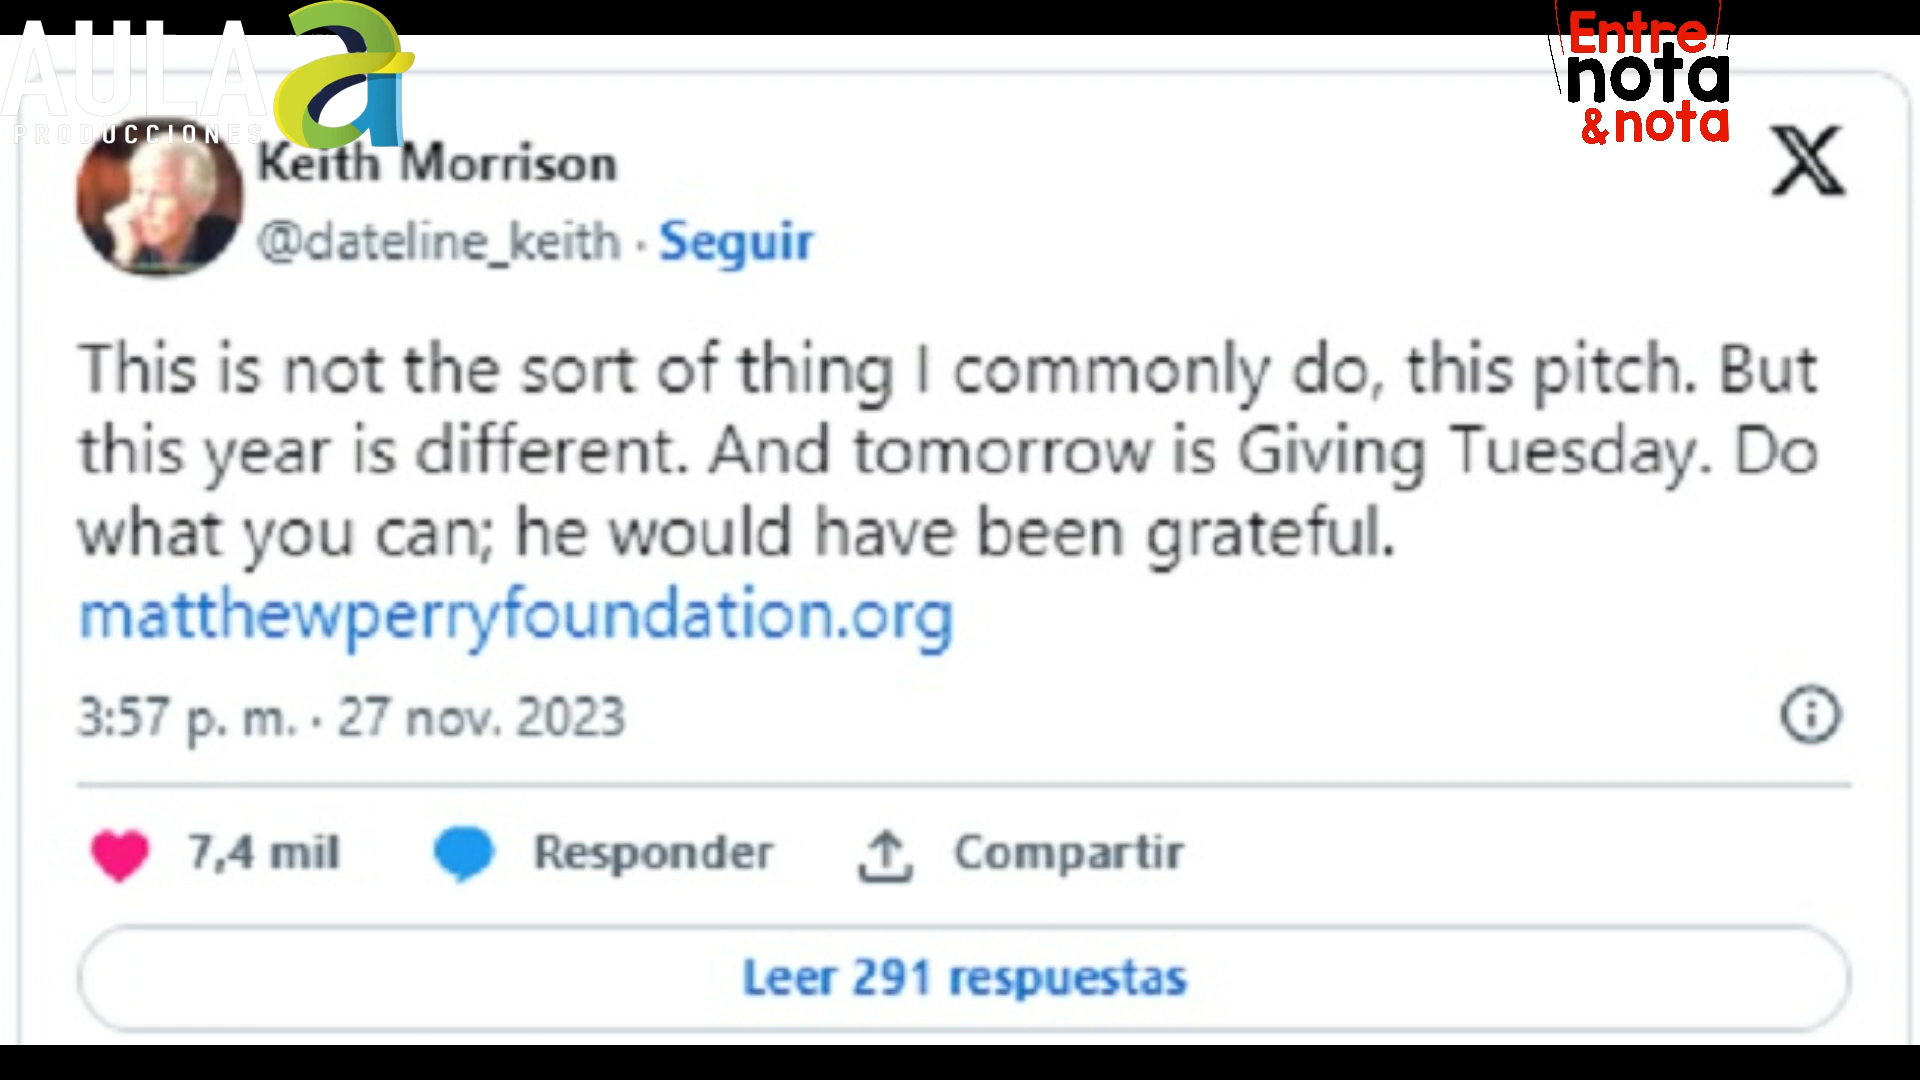 AULA
PRODUCCIONES
Entre
nota
&nota
Keith Morrison
@dateline_keith · Seguir
This is not the sort of thing I commonly do, this pitch. But
this year is different. And tomorrow is Giving Tuesday. Do
what you can; he would have been grateful.
matthewperryfoundation.org
3:57 p. m. · 27 nov. 2023
7,4 mil Responder Compartir
Leer 291 respuestas